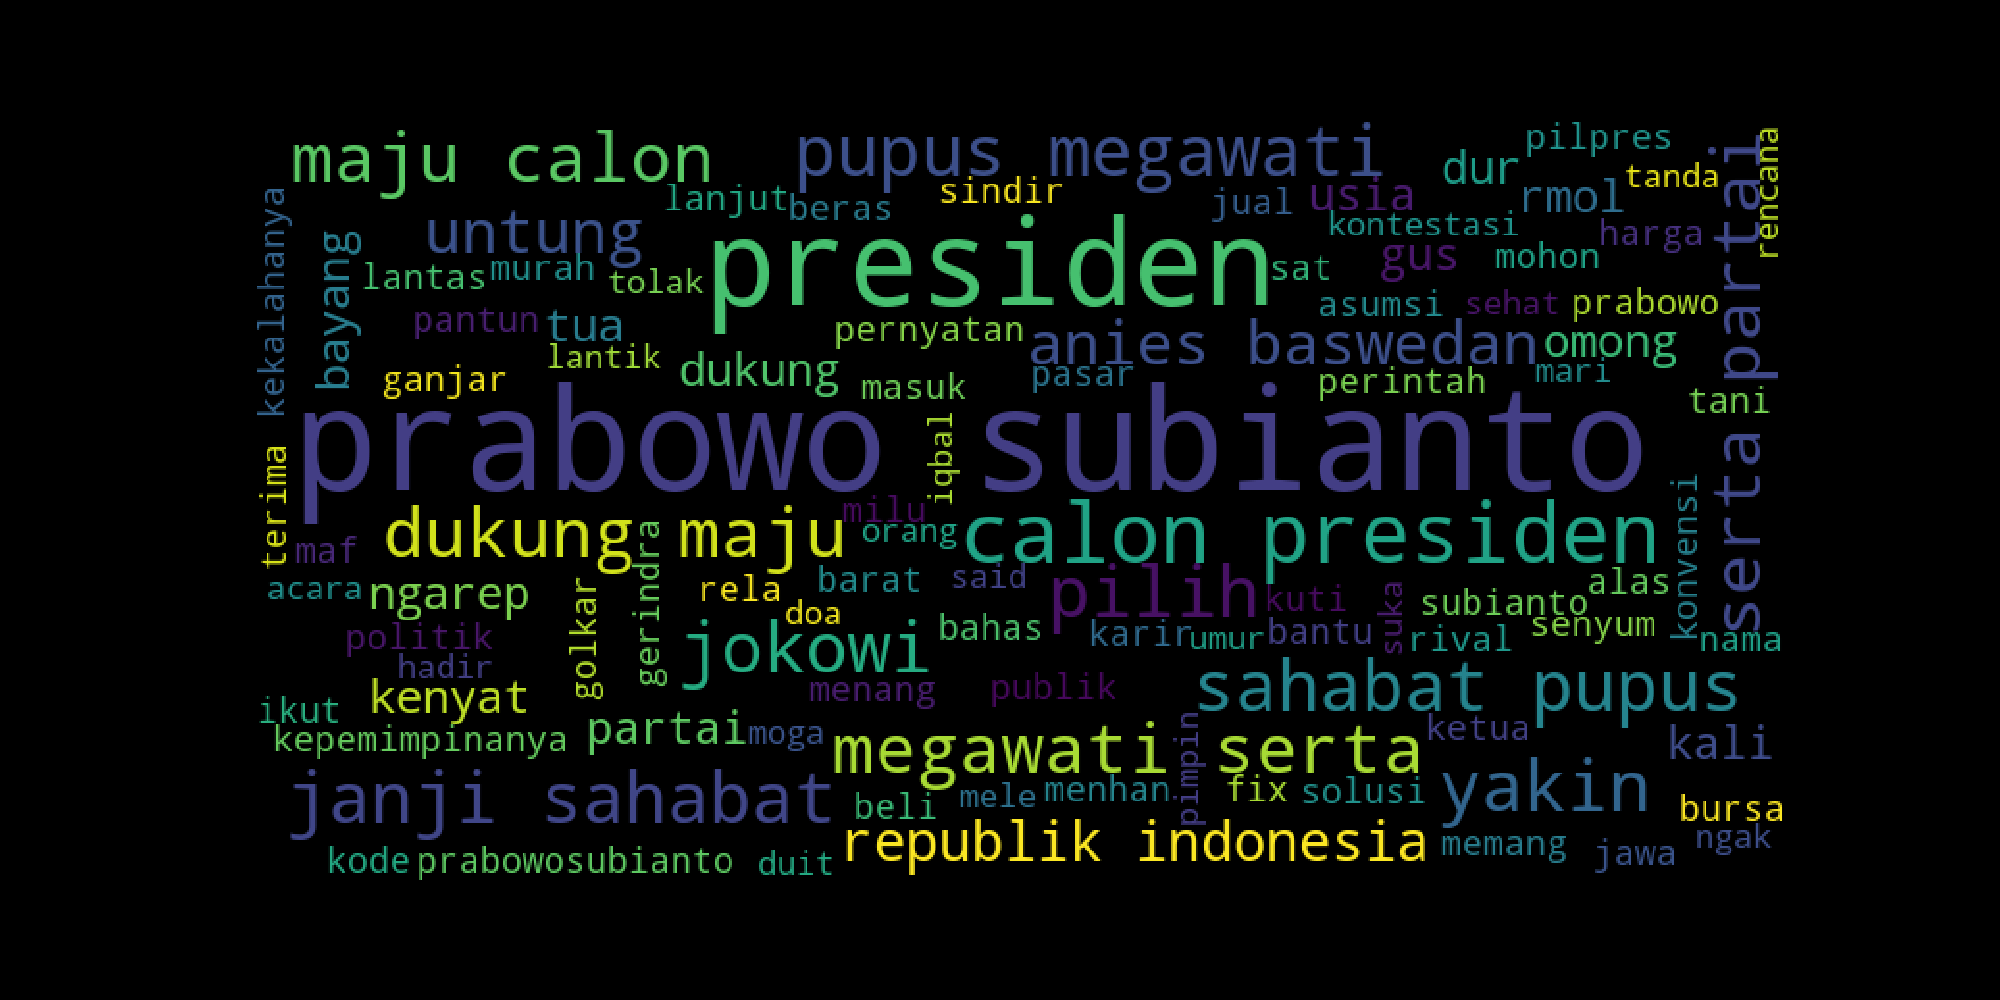 maju calon
pupus megawati
pilpres
dur
tanda
rencana
serta partai
kekalahanya
lanjut
beras
sindir
jual
usia
rmol
kontestasi
harga
untung
bayang
presiden
gus
mohon
lantas
murah
tolak
sat
asumsi
sehat
prabowo
pantun
tua
pernyatan
anies baswedan
omong
lantik
dukung
ganjar
masuk
pasar
perintah
mari
tani
prabowo subianto
iqbal
terima
konvensi
milu
dukung maju
orang
calon presiden
maf
gerindra
acara
ngarep
golkar
rela
barat
said
pilih
kuti
suka
subianto
alas
doa
politik
jokowi
bahas
karir
umur
bantu
rival
senyum
nama
hadir
kenyat
menang
publik
sahabat pupus
ikut
kepemimpinanya
partai
moga
megawati serta
pimpin
ketua
kali
janji sahabat
beli
mele
menhan
fix
solusi
yakin
bursa
republik indonesia
memang
jawa
ngak
kode
prabowosubianto
duit